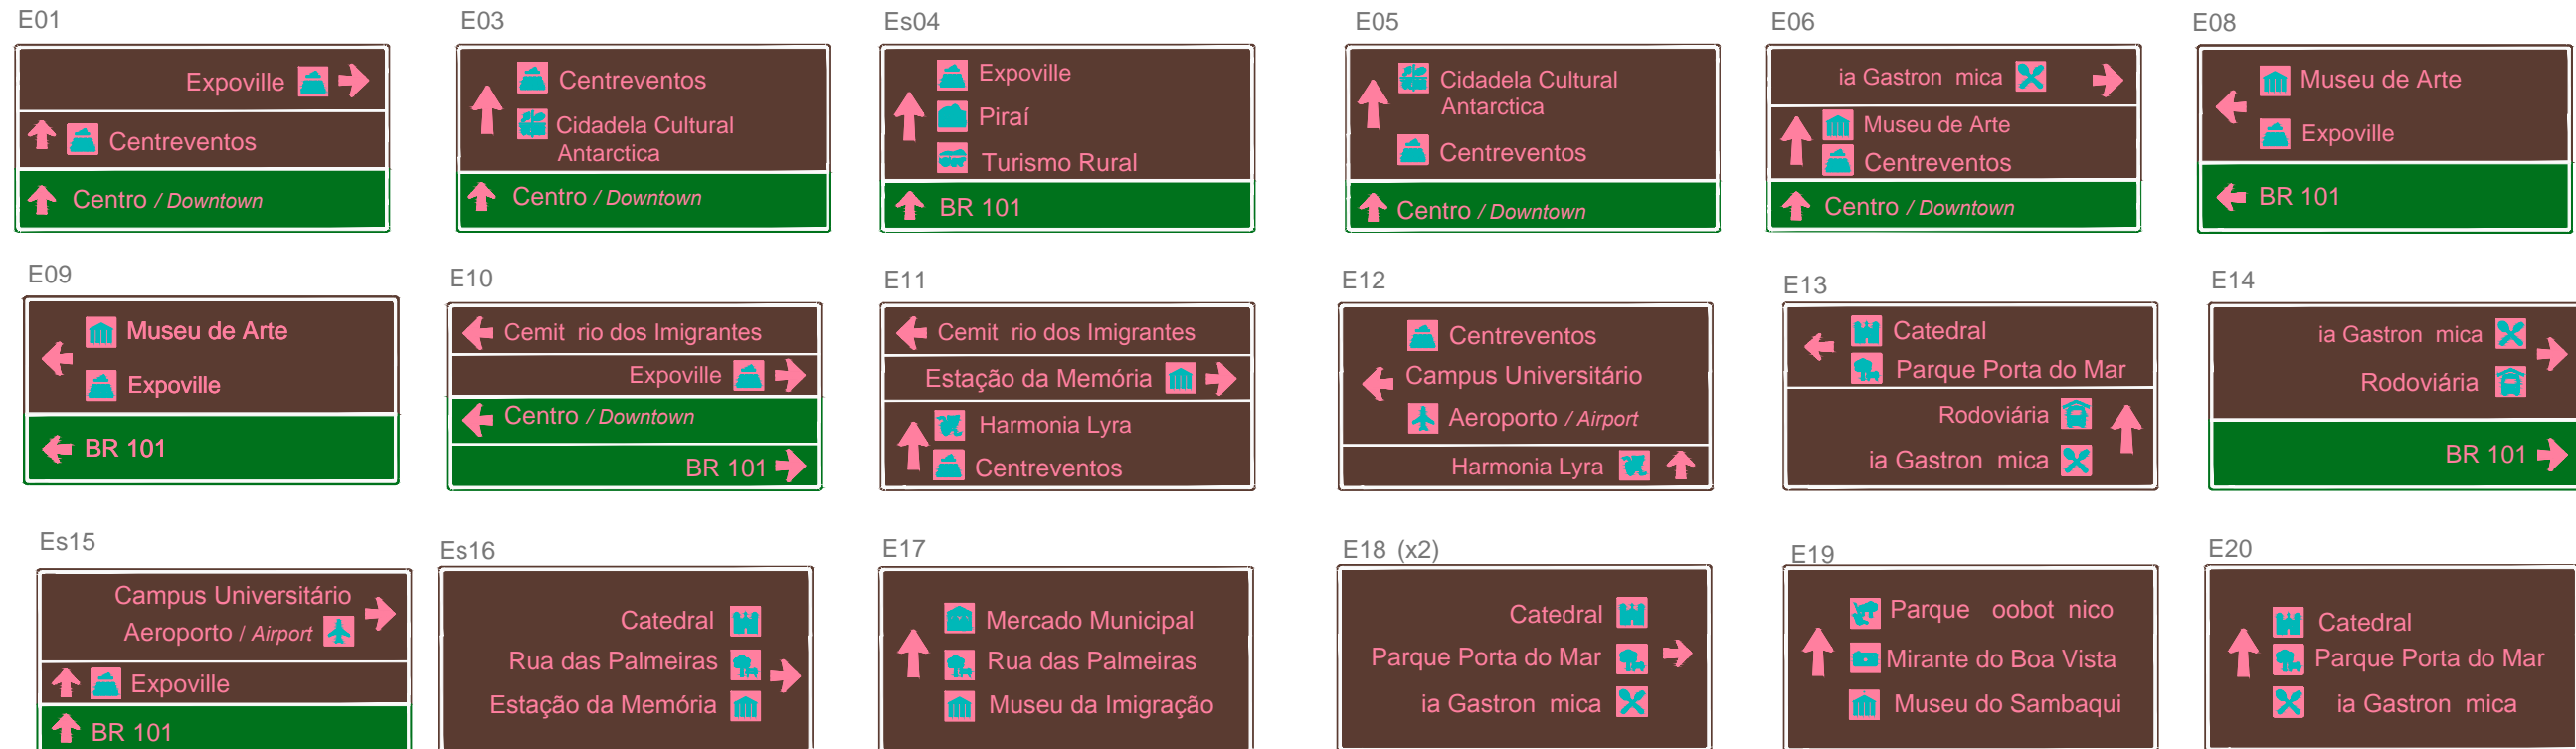 E01
Expoville
Centreventos
Centro / Downtown
E03
Centreventos
Cidadela Cultural
Antarctica
Centro / Downtown
Es04
Expoville
Piraí
Turismo Rural
BR 101
E05
Cidadela Cultural
Antarctica
Centreventos
Centro / Downtown
E06
ia Gastron mica
Museu de Arte
Centreventos
Centro / Downtown
E08
Museu de Arte
Expoville
BR 101
E09
Museu de Arte
Expoville
BR 101
E10
Cemit rio dos Imigrantes
Expoville
Centro / Downtown
BR 101
E11
Cemit rio dos Imigrantes
Estação da Memória
Harmonia Lyra
Centreventos
E12
Centreventos
Campus Universitário
Aeroporto / Airport
Harmonia Lyra
E13
Catedral
Parque Porta do Mar
Rodoviária
ia Gastron mica
E14
ia Gastron mica
Rodoviária
BR 101
Es15
Campus Universitário
Aeroporto / Airport
Expoville
BR 101
Es16
Catedral
Rua das Palmeiras
Estação da Memória
E17
Mercado Municipal
Rua das Palmeiras
Museu da Imigração
E18 (x2)
Catedral
Parque Porta do Mar
ia Gastron mica
E19
Parque oobot nico
Mirante do Boa Vista
Museu do Sambaqui
E20
Catedral
Parque Porta do Mar
ia Gastron mica